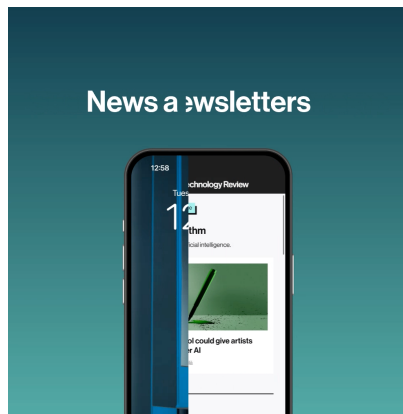 News a ewsletters
12:58
echnology Review
Tues
12
thm
ficial intelligence.
ol could give artists
er AI